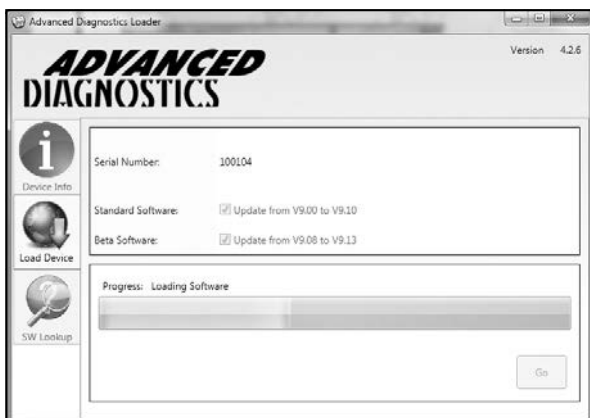 Advanced Diagnostics Loader
Version 4.2.6
ADVANCED
DIAGNOSTICS
Device Info
Load Device
SW Lookup
Serial Number: 100104
Standard Software: Update from V9.00 to V9.10
Beta Software: Update from V9.08 to V9.13
Progress: Loading Software
Go